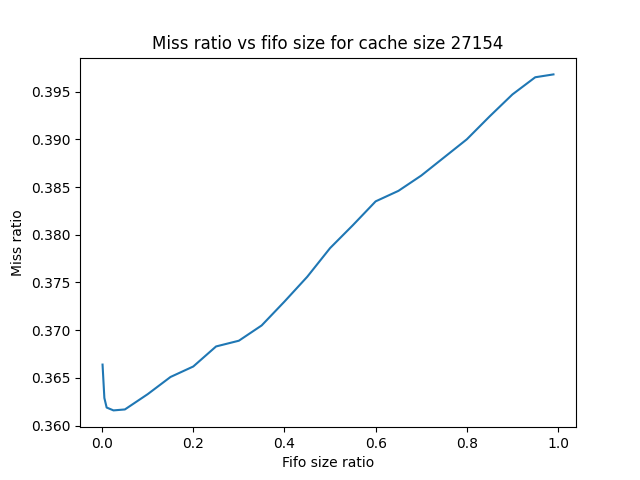 Miss ratio vs fifo size for cache size 27154
0.395
0.390
0.385
0.380
0.375
0.370
0.365
0.360
Miss ratio
0.0 0.2 0.4 0.6 0.8 1.0
Fifo size ratio